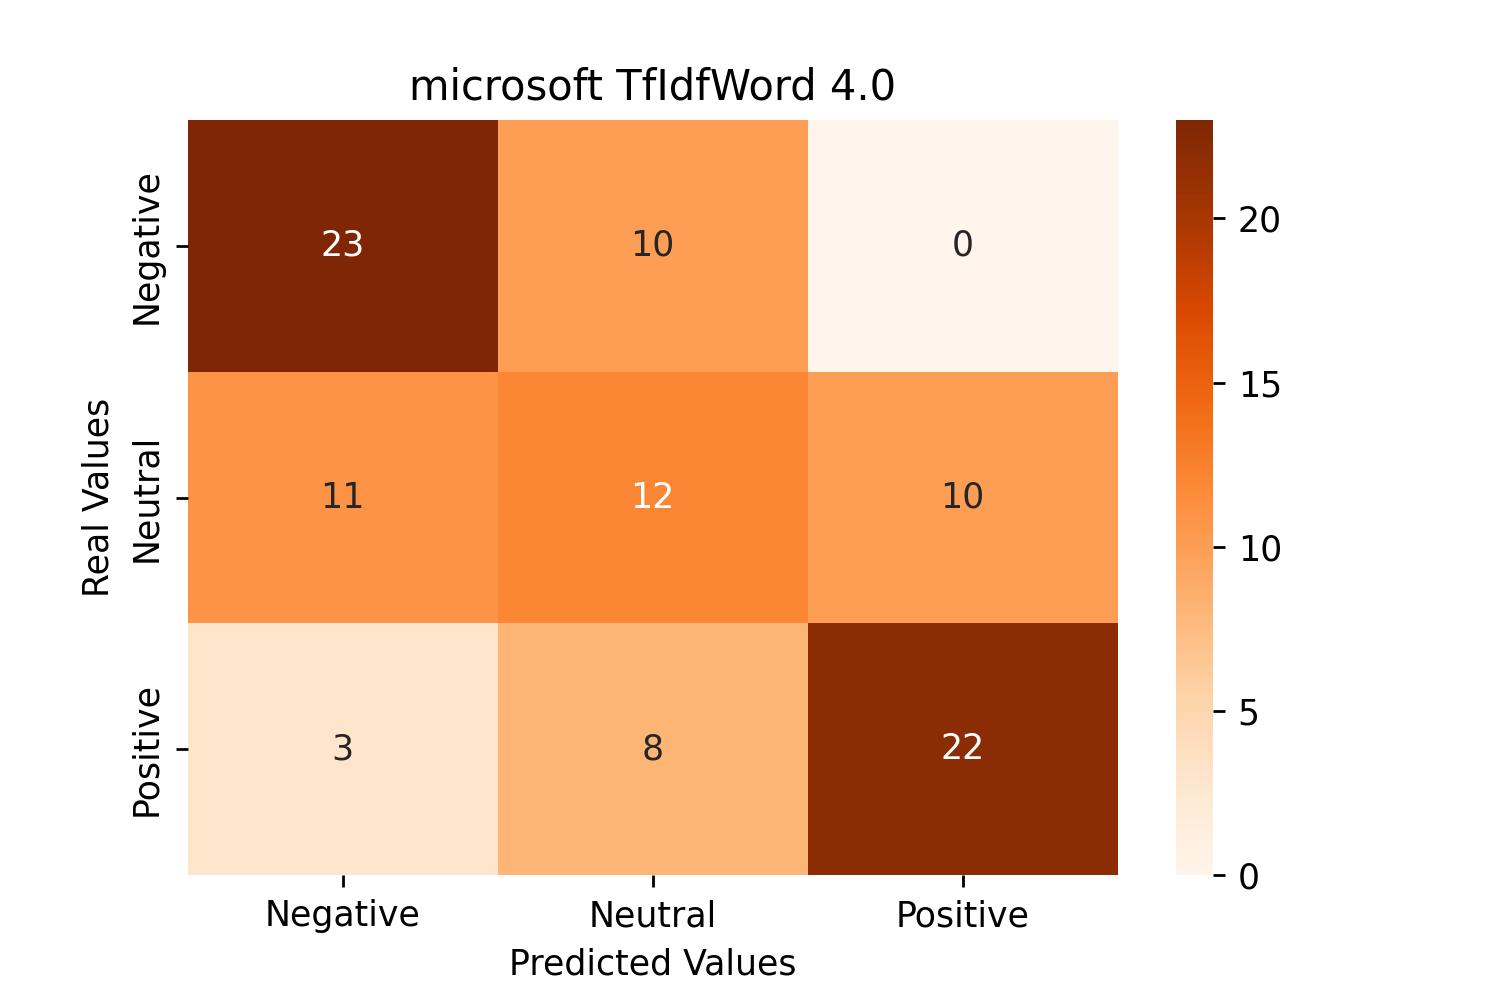 microsoft TfIdfWord 4.0
Real Values
Negative
23 10 0
Neutral
11 12 10
Positive
3 8 22
Negative Neutral Positive
Predicted Values
20
15
10
5
0